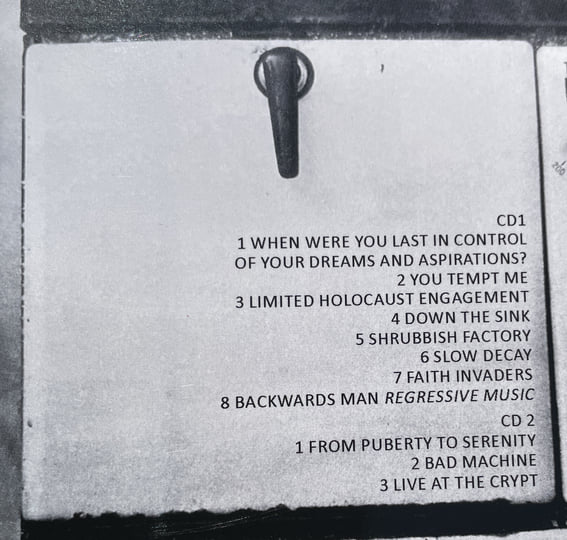 CD1
1 WHEN WERE YOU LAST IN CONTROL
OF YOUR DREAMS AND ASPIRATIONS?
2 YOU TEMPT ME
3 LIMITED HOLOCAUST ENGAGEMENT
4 DOWN THE SINK
5 SHRUBBISH FACTORY
6 SLOW DECAY
7 FAITH INVADERS
8 BACKWARDS MAN REGRESSIVE MUSIC
CD 2
1 FROM PUBERTY TO SERENITY
2 BAD MACHINE
3 LIVE AT THE CRYPT